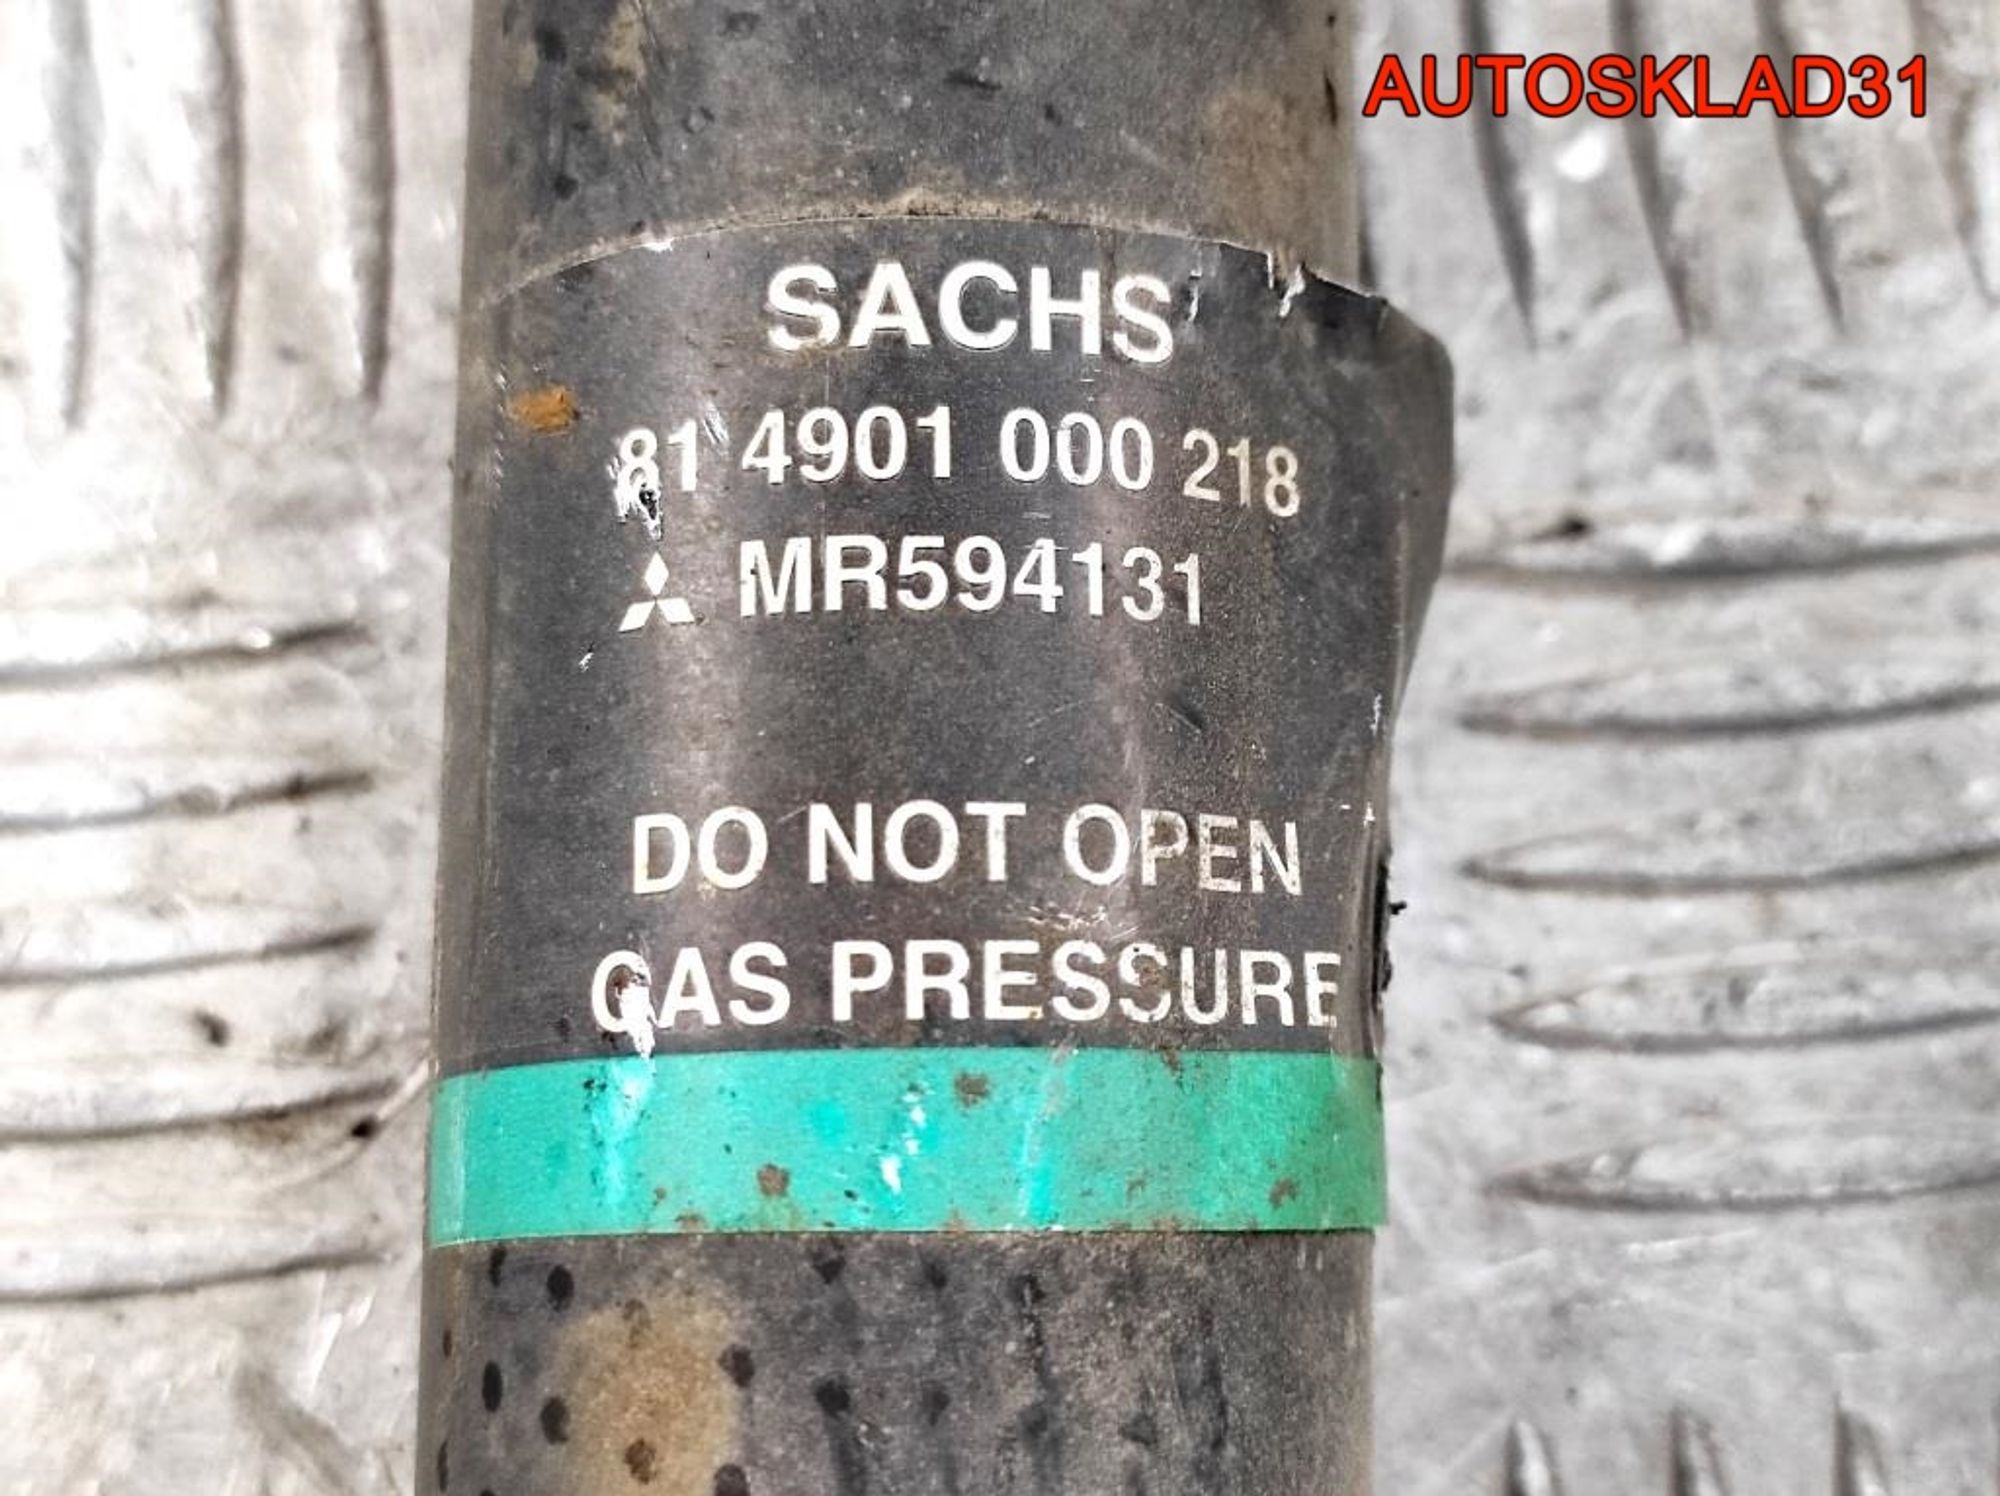 AUTOSKLAD31
SACHS
81 4901 000 218
MR594131
DO NOT OPEN
GAS PRESSURE